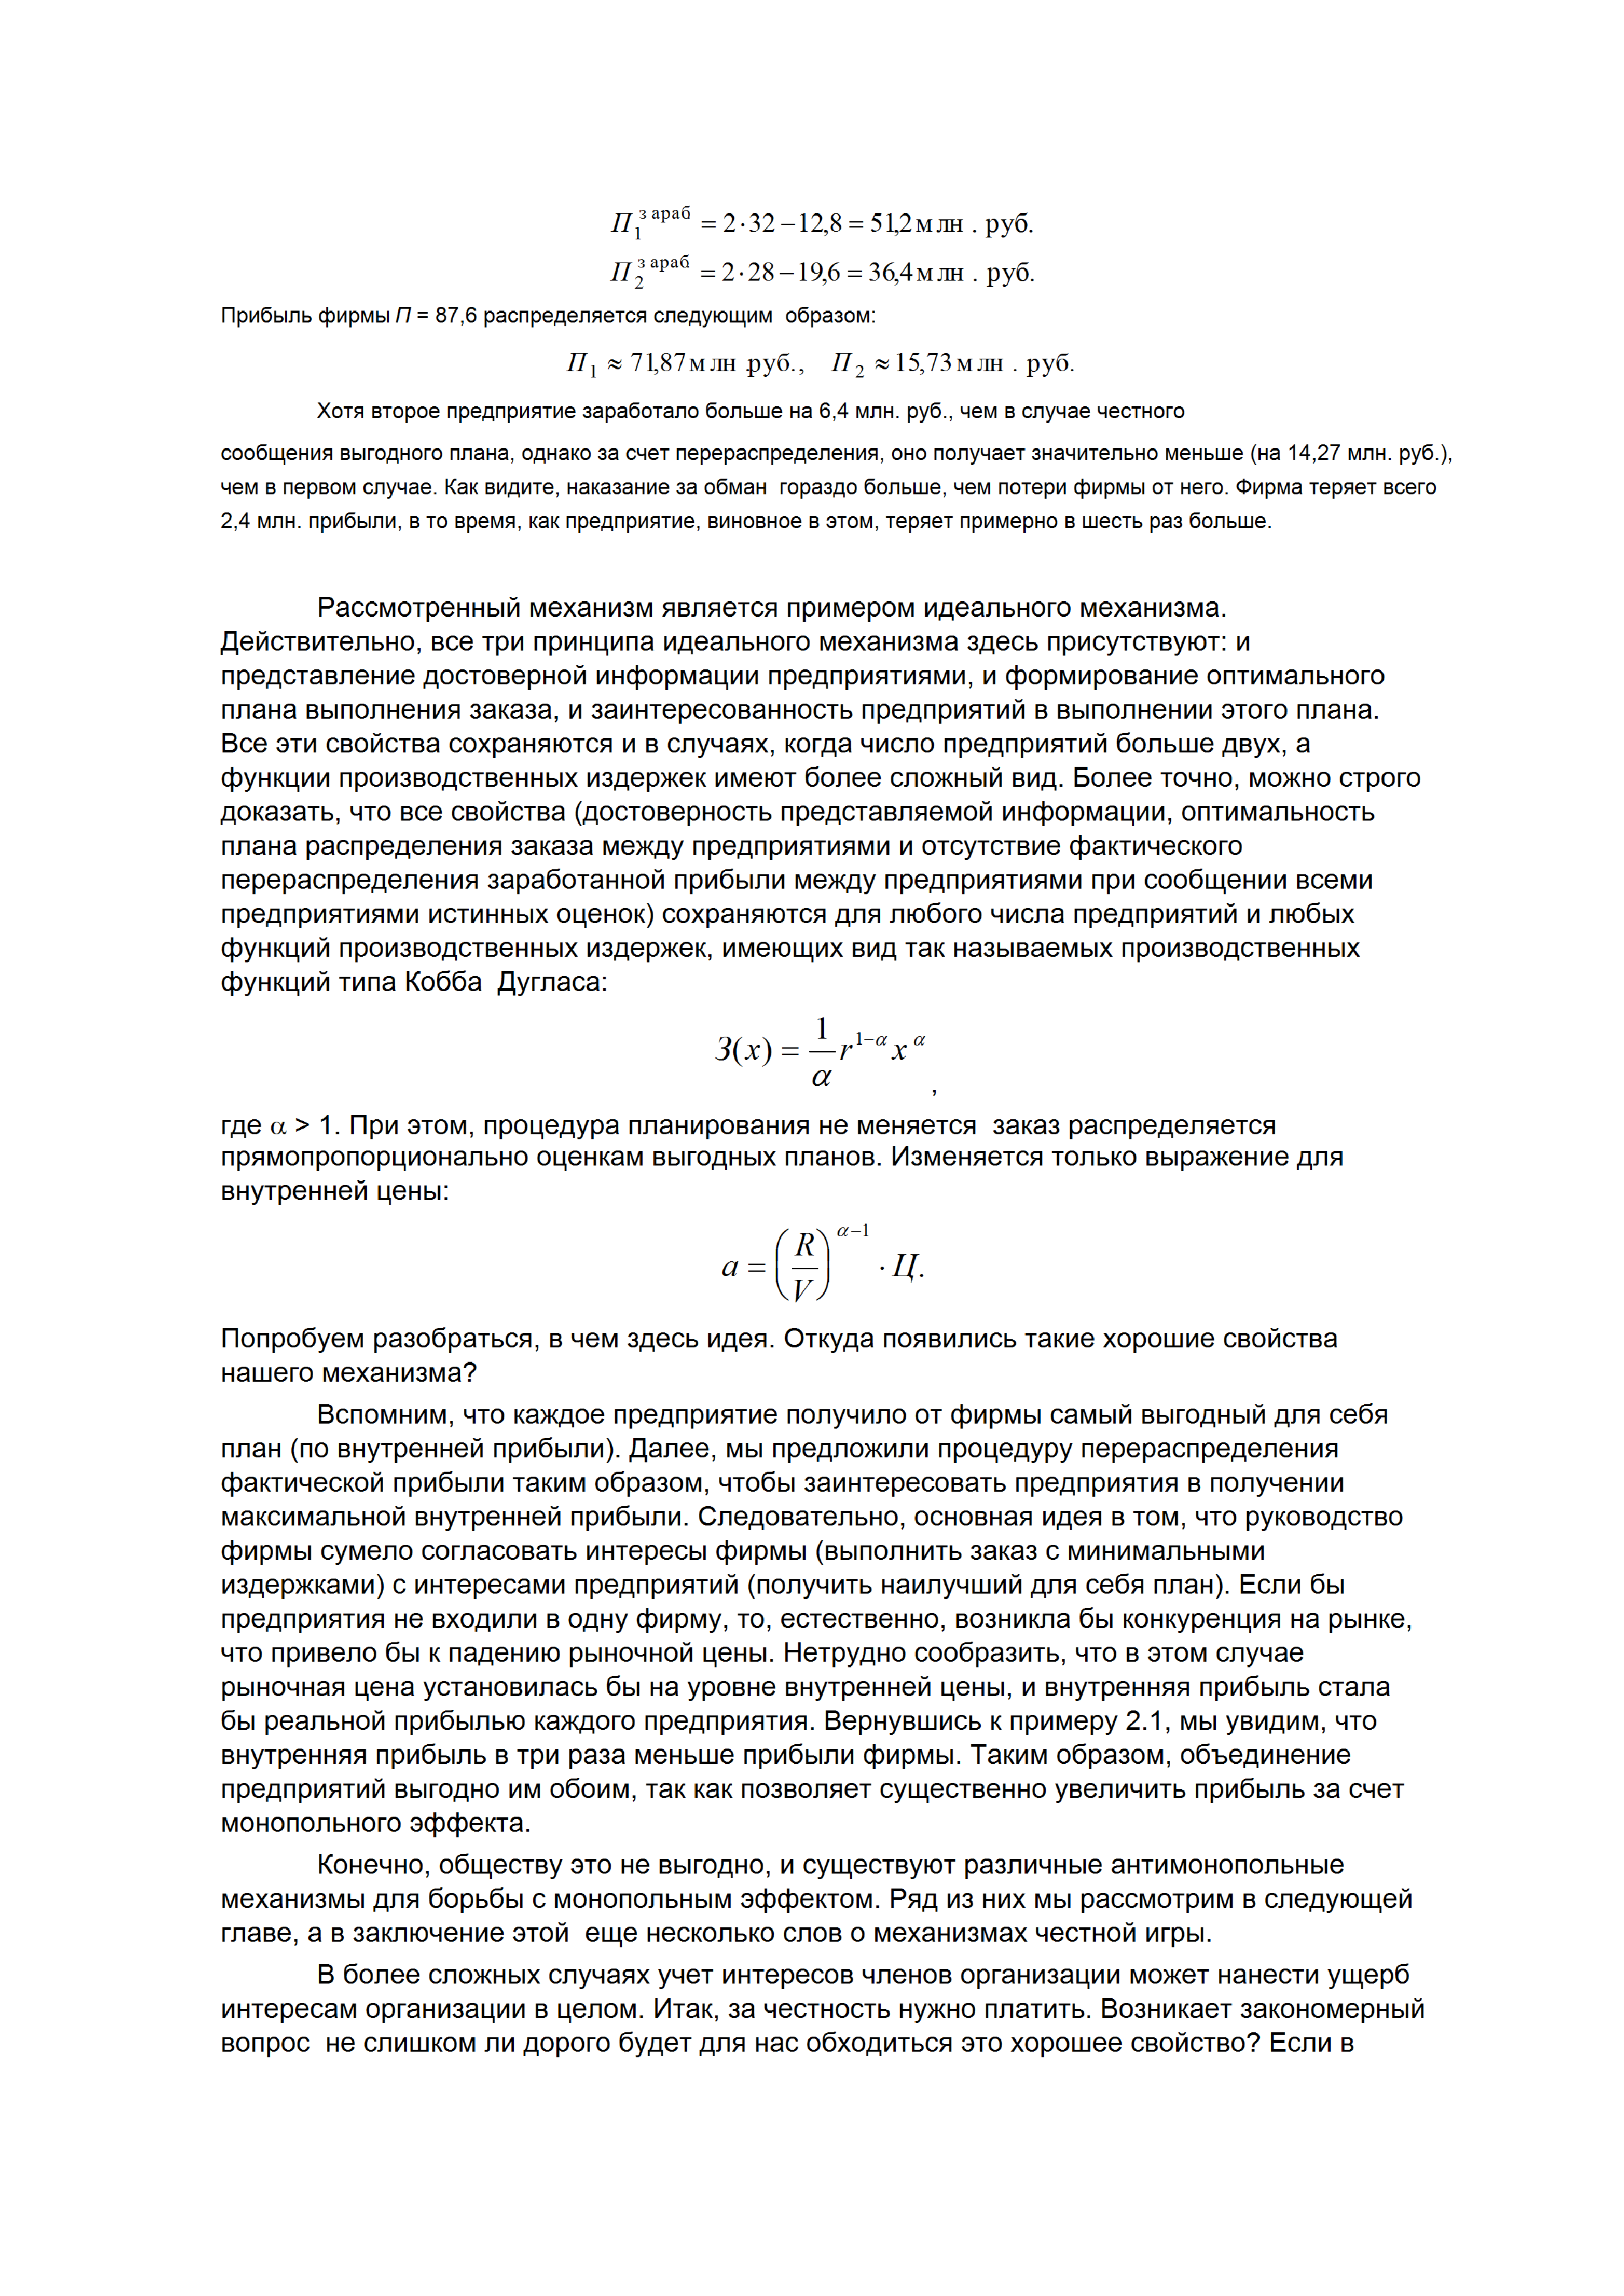 П₁^зараб = 2·32 − 12,8 = 51,2 млн . руб.
П₂^зараб = 2·28 − 19,6 = 36,4 млн . руб.
Прибыль фирмы П = 87,6 распределяется следующим образом:
П₁ ≈ 71,87 млн .руб., П₂ ≈ 15,73 млн . руб.
Хотя второе предприятие заработало больше на 6,4 млн. руб., чем в случае честного
сообщения выгодного плана, однако за счет перераспределения, оно получает значительно меньше (на 14,27 млн. руб.),
чем в первом случае. Как видите, наказание за обман гораздо больше, чем потери фирмы от него. Фирма теряет всего
2,4 млн. прибыли, в то время, как предприятие, виновное в этом, теряет примерно в шесть раз больше.
Рассмотренный механизм является примером идеального механизма.
Действительно, все три принципа идеального механизма здесь присутствуют: и
представление достоверной информации предприятиями, и формирование оптимального
плана выполнения заказа, и заинтересованность предприятий в выполнении этого плана.
Все эти свойства сохраняются и в случаях, когда число предприятий больше двух, а
функции производственных издержек имеют более сложный вид. Более точно, можно строго
доказать, что все свойства (достоверность представляемой информации, оптимальность
плана распределения заказа между предприятиями и отсутствие фактического
перераспределения заработанной прибыли между предприятиями при сообщении всеми
предприятиями истинных оценок) сохраняются для любого числа предприятий и любых
функций производственных издержек, имеющих вид так называемых производственных
функций типа Кобба Дугласа:
З(x) = 1/α r^(1−α) x^α ,
где α > 1. При этом, процедура планирования не меняется заказ распределяется
прямопропорционально оценкам выгодных планов. Изменяется только выражение для
внутренней цены:
a = (R/V)^(α−1) · Ц.
Попробуем разобраться, в чем здесь идея. Откуда появились такие хорошие свойства
нашего механизма?
Вспомним, что каждое предприятие получило от фирмы самый выгодный для себя
план (по внутренней прибыли). Далее, мы предложили процедуру перераспределения
фактической прибыли таким образом, чтобы заинтересовать предприятия в получении
максимальной внутренней прибыли. Следовательно, основная идея в том, что руководство
фирмы сумело согласовать интересы фирмы (выполнить заказ с минимальными
издержками) с интересами предприятий (получить наилучший для себя план). Если бы
предприятия не входили в одну фирму, то, естественно, возникла бы конкуренция на рынке,
что привело бы к падению рыночной цены. Нетрудно сообразить, что в этом случае
рыночная цена установилась бы на уровне внутренней цены, и внутренняя прибыль стала
бы реальной прибылью каждого предприятия. Вернувшись к примеру 2.1, мы увидим, что
внутренняя прибыль в три раза меньше прибыли фирмы. Таким образом, объединение
предприятий выгодно им обоим, так как позволяет существенно увеличить прибыль за счет
монопольного эффекта.
Конечно, обществу это не выгодно, и существуют различные антимонопольные
механизмы для борьбы с монопольным эффектом. Ряд из них мы рассмотрим в следующей
главе, а в заключение этой еще несколько слов о механизмах честной игры.
В более сложных случаях учет интересов членов организации может нанести ущерб
интересам организации в целом. Итак, за честность нужно платить. Возникает закономерный
вопрос не слишком ли дорого будет для нас обходиться это хорошее свойство? Если в